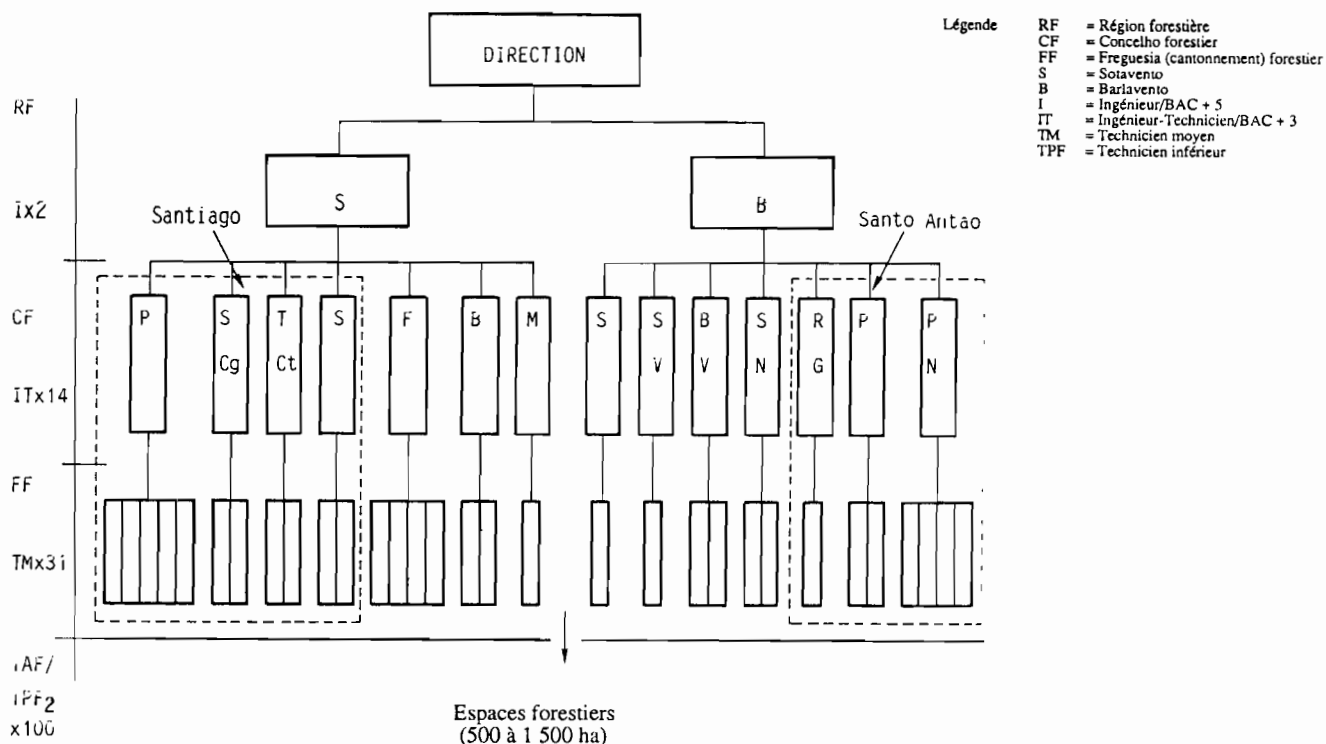 DIRECTION
Légende
RF = Région forestière
CF = Concelho forestier
FF = Freguesia (cantonnement) forestier
S = Sotavento
B = Barlavento
I = Ingénieur/BAC + 5
IT = Ingénieur-Technicien/BAC + 3
TM = Technicien moyen
TPF = Technicien inférieur
RF
Ix2
S
B
Santiago
Santo Antao
CF
P
S
T
S
F
B
M
S
S
B
S
R
P
P
Cg
Ct
V
V
N
G
N
ITx14
FF
TMx31
TPF2
x100
Espaces forestiers
(500 à 1 500 ha)